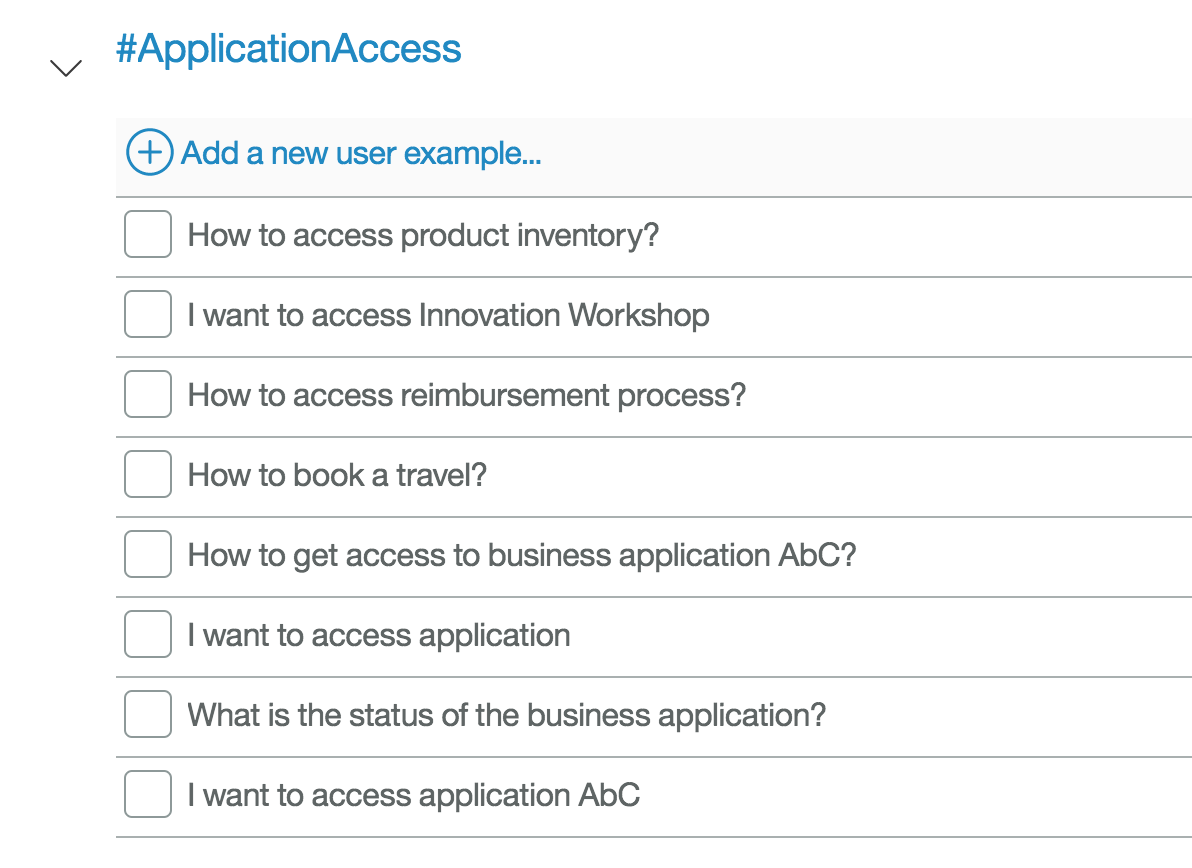 #ApplicationAccess
Add a new user example...
How to access product inventory?
I want to access Innovation Workshop
How to access reimbursement process?
How to book a travel?
How to get access to business application AbC?
I want to access application
What is the status of the business application?
I want to access application AbC